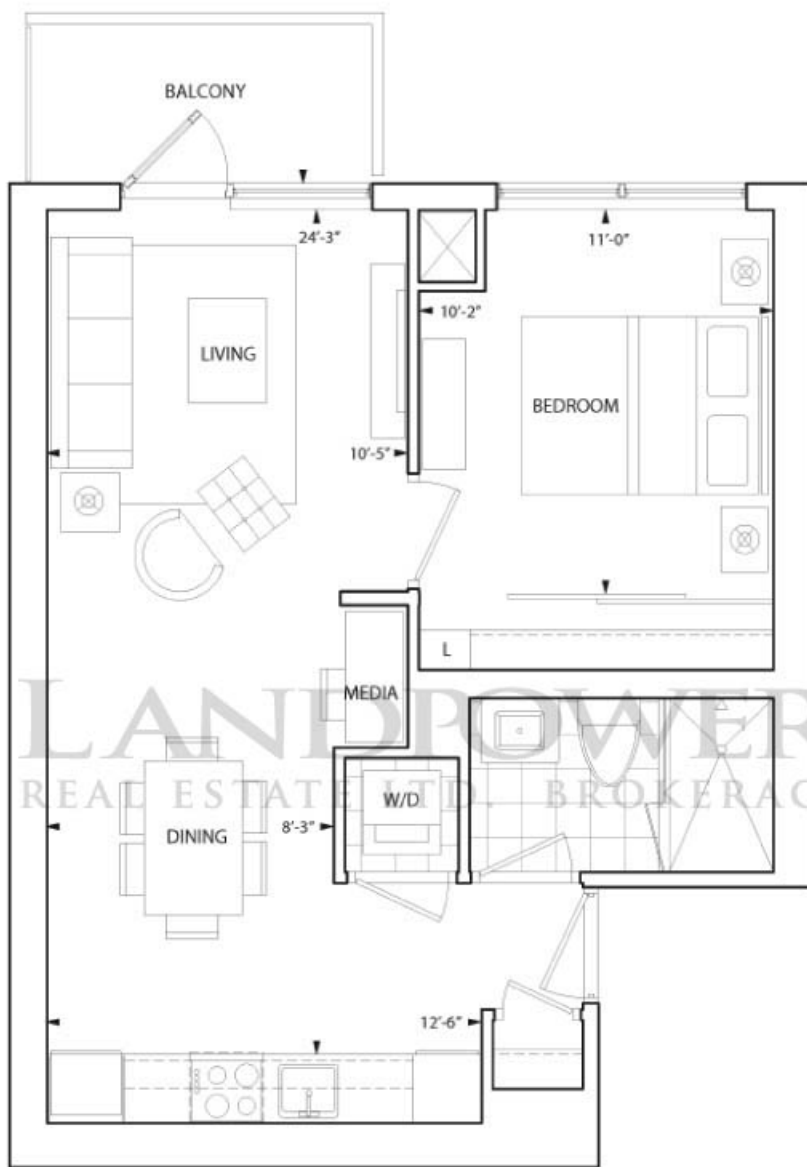 BALCONY
24'-3"
11'-0"
10'-2"
LIVING
BEDROOM
10'-5"
L
MEDIA
LANDPOWER
REAL ESTATE LTD. BROKERAG
W/D
DINING
8'-3"
12'-6"